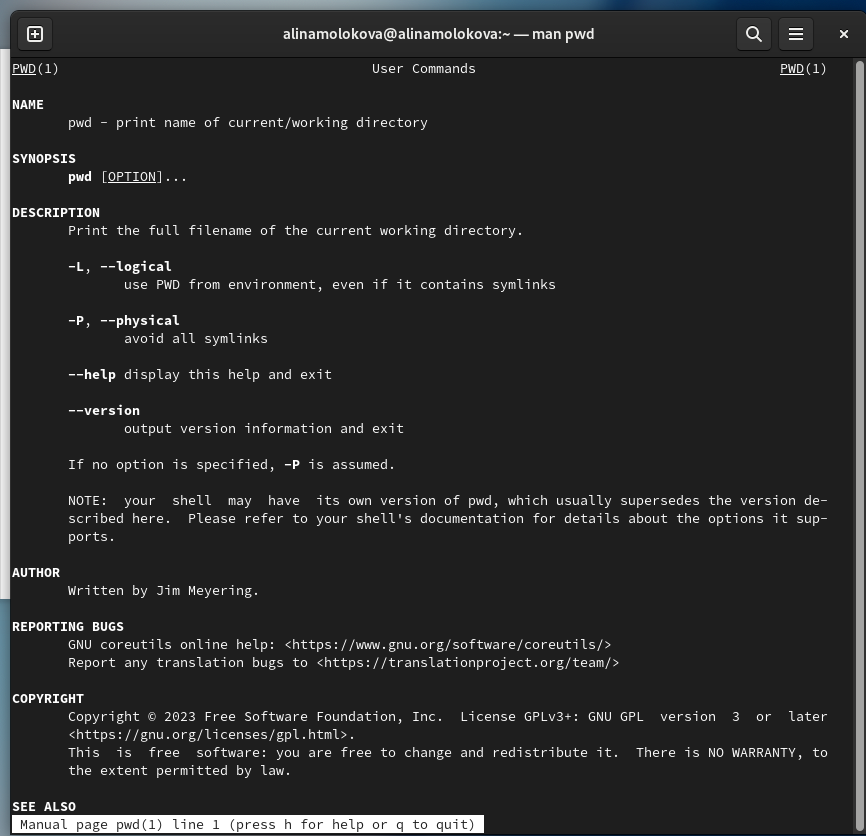 alinamolokova@alinamolokova:~ — man pwd
PWD(1) User Commands PWD(1)
NAME
pwd - print name of current/working directory
SYNOPSIS
pwd [OPTION]...
DESCRIPTION
Print the full filename of the current working directory.
-L, --logical
use PWD from environment, even if it contains symlinks
-P, --physical
avoid all symlinks
--help display this help and exit
--version
output version information and exit
If no option is specified, -P is assumed.
NOTE: your shell may have its own version of pwd, which usually supersedes the version de-
scribed here. Please refer to your shell's documentation for details about the options it sup-
ports.
AUTHOR
Written by Jim Meyering.
REPORTING BUGS
GNU coreutils online help: <https://www.gnu.org/software/coreutils/>
Report any translation bugs to <https://translationproject.org/team/>
COPYRIGHT
Copyright © 2023 Free Software Foundation, Inc. License GPLv3+: GNU GPL version 3 or later
<https://gnu.org/licenses/gpl.html>.
This is free software: you are free to change and redistribute it. There is NO WARRANTY, to
the extent permitted by law.
SEE ALSO
Manual page pwd(1) line 1 (press h for help or q to quit)